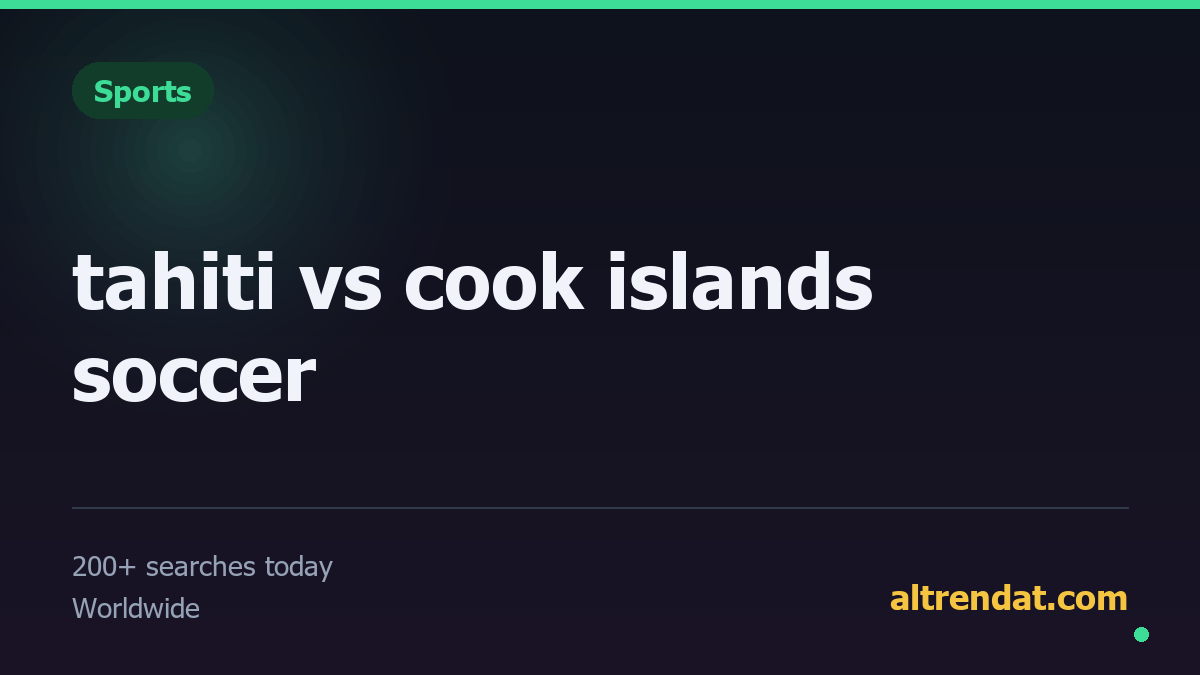 Sports
tahiti vs cook islands
soccer
200+ searches today
Worldwide
altrendat.com